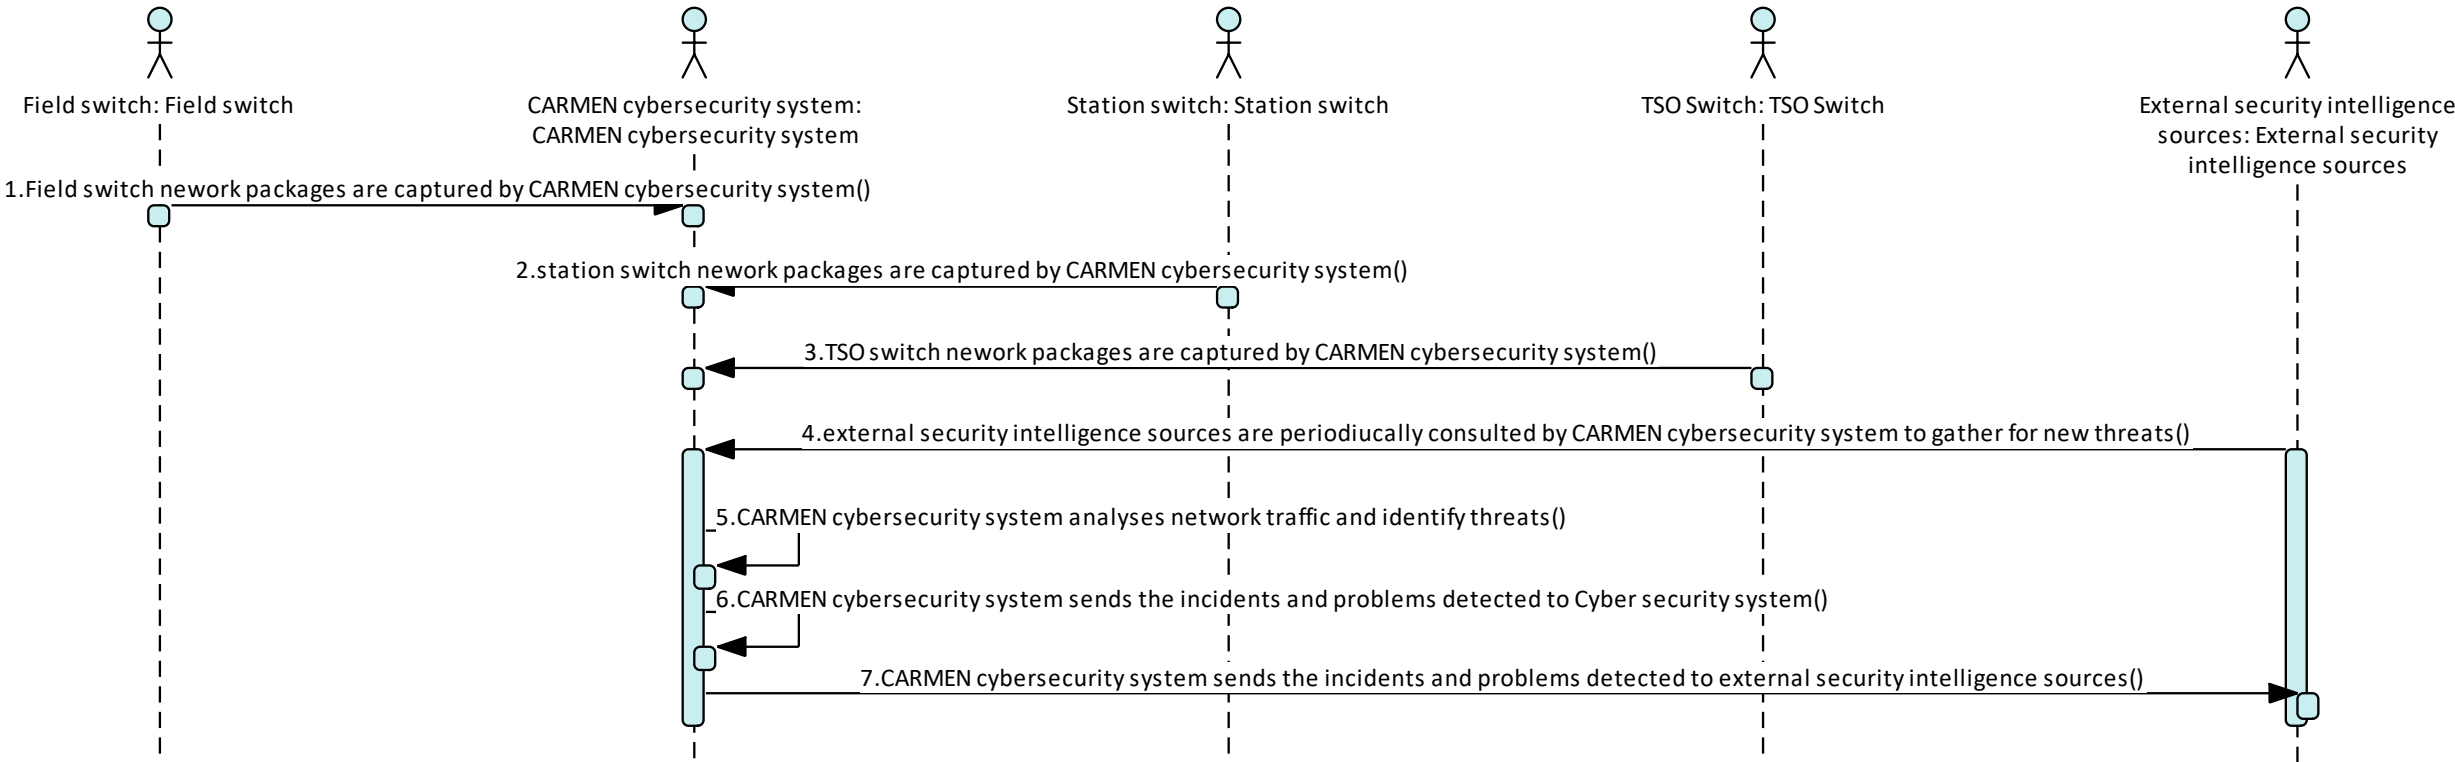 Field switch: Field switch
CARMEN cybersecurity system:
CARMEN cybersecurity system
Station switch: Station switch
TSO Switch: TSO Switch
External security intelligence
sources: External security
intelligence sources
1.Field switch nework packages are captured by CARMEN cybersecurity system()
2.station switch nework packages are captured by CARMEN cybersecurity system()
3.TSO switch nework packages are captured by CARMEN cybersecurity system()
4.external security intelligence sources are periodiucally consulted by CARMEN cybersecurity system to gather for new threats()
5.CARMEN cybersecurity system analyses network traffic and identify threats()
6.CARMEN cybersecurity system sends the incidents and problems detected to Cyber security system()
7.CARMEN cybersecurity system sends the incidents and problems detected to external security intelligence sources()